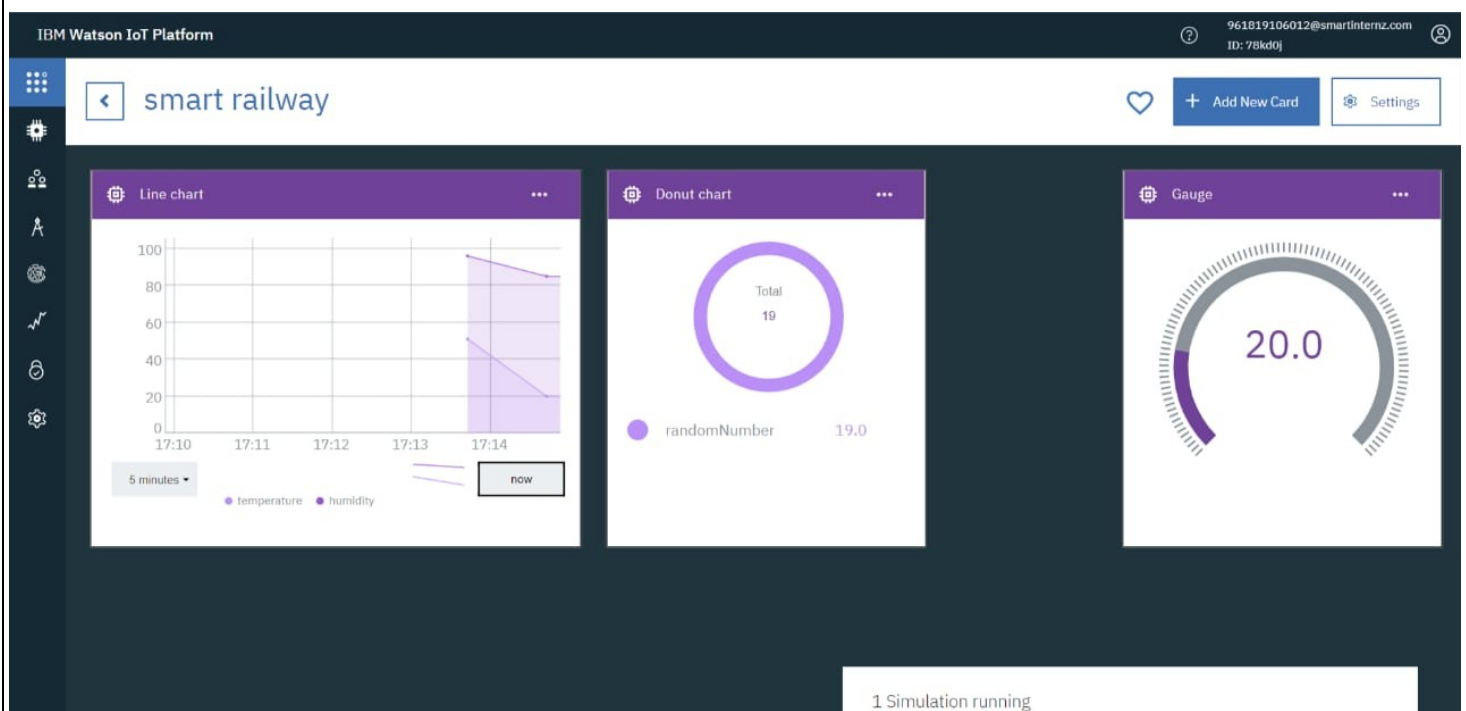 IBM Watson IoT Platform
961819106012@smartinternz.com
ID: 78kd0j
smart railway
+ Add New Card
Settings
Line chart
100
80
60
40
20
0
17:10 17:11 17:12 17:13 17:14
5 minutes
now
temperature humidity
Donut chart
Total
19
randomNumber 19.0
Gauge
20.0
1 Simulation running